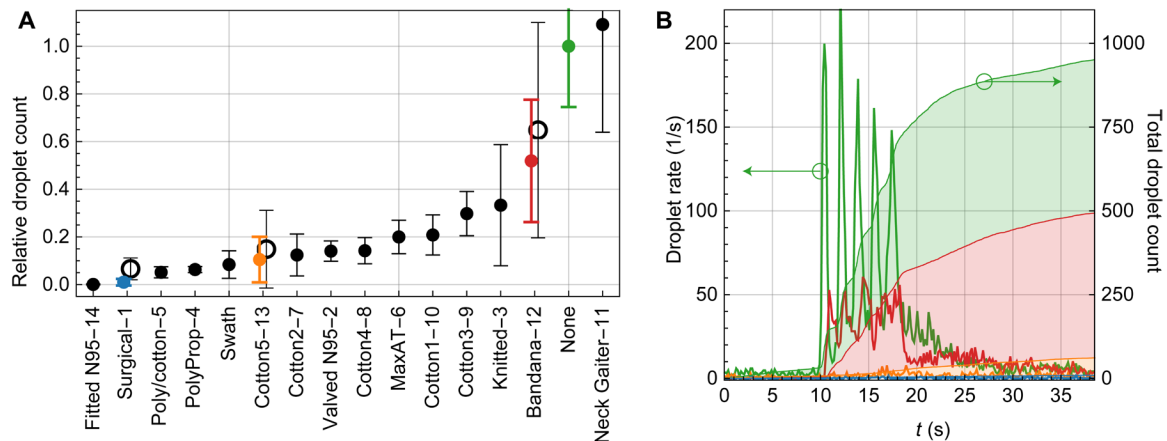 A
Relative droplet count
1.0
0.8
0.6
0.4
0.2
0.0
Fitted N95–14
Surgical–1
Poly/cotton–5
PolyProp–4
Swath
Cotton5–13
Cotton2–7
Valved N95–2
Cotton4–8
MaxAT–6
Cotton1–10
Cotton3–9
Knitted–3
Bandana–12
None
Neck Gaiter–11
B
Droplet rate (1/s)
200
150
100
50
0
0
5
10
15
20
25
30
35
t (s)
1000
750
500
250
0
Total droplet
count